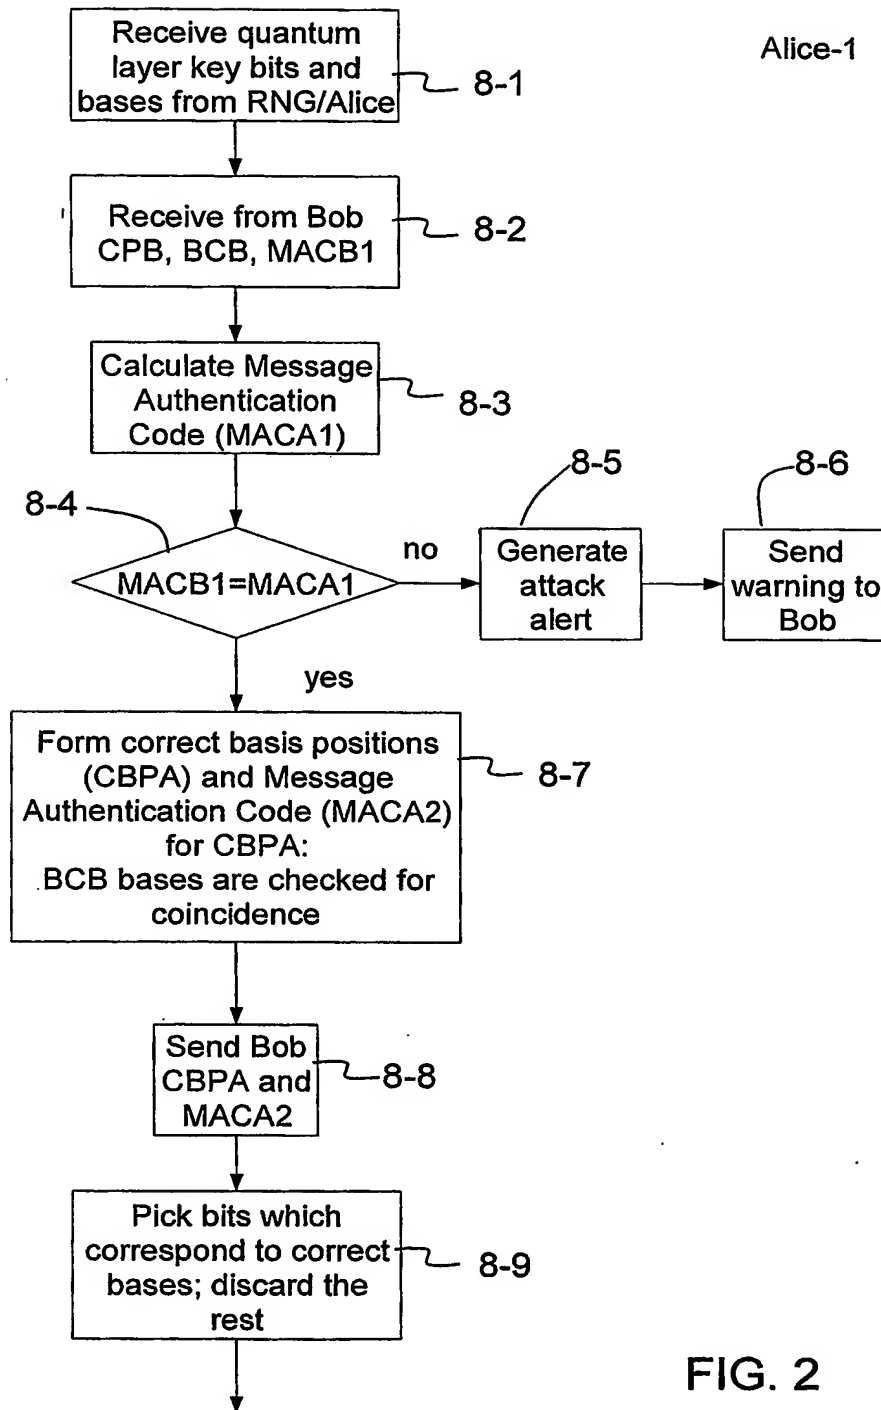 Receive quantum
layer key bits and
bases from RNG/Alice
8-1
Alice-1
Receive from Bob
CPB, BCB, MACB1
8-2
Calculate Message
Authentication
Code (MACA1)
8-3
8-4
MACB1=MACA1
no
8-5
Generate
attack
alert
8-6
Send
warning to
Bob
yes
Form correct basis positions
(CBPA) and Message
Authentication Code (MACA2)
for CBPA:
BCB bases are checked for
coincidence
8-7
Send Bob
CBPA and
MACA2
8-8
Pick bits which
correspond to correct
bases; discard the
rest
8-9
FIG. 2